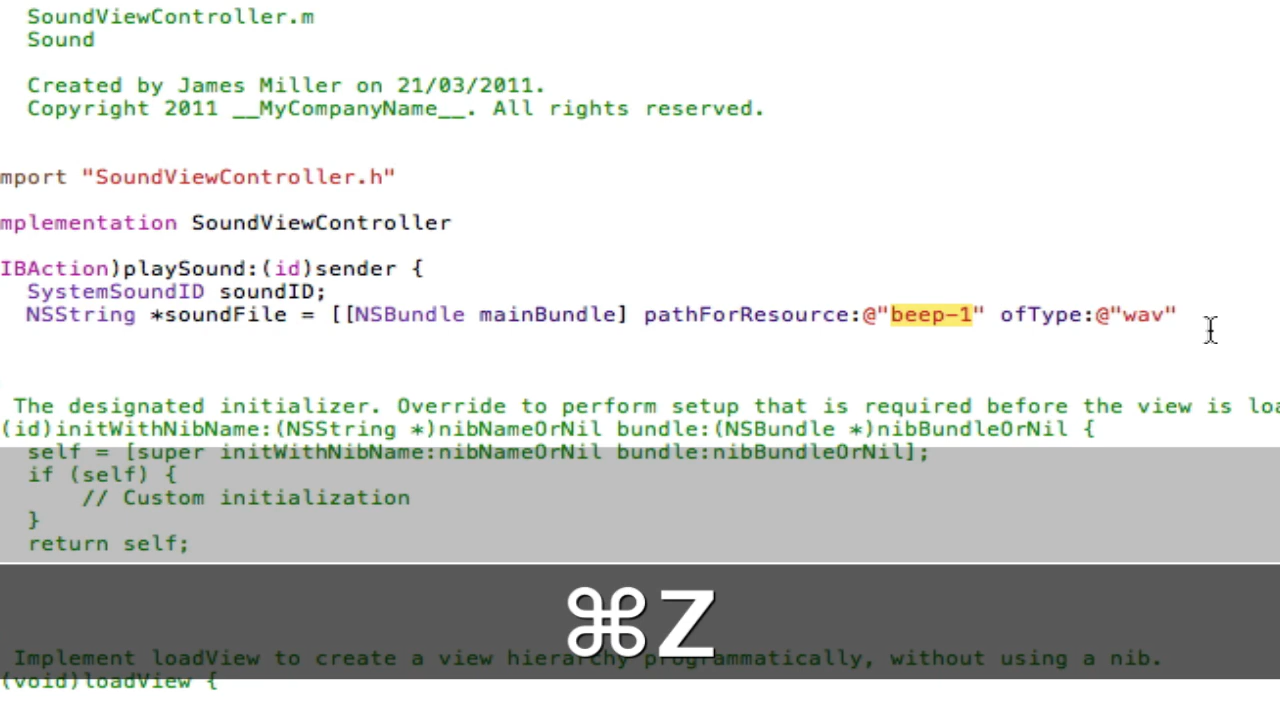 SoundViewController.m
Sound
Created by James Miller on 21/03/2011.
Copyright 2011 __MyCompanyName__. All rights reserved.
mport "SoundViewController.h"
mplementation SoundViewController
IBAction)playSound:(id)sender {
SystemSoundID soundID;
NSString *soundFile = [[NSBundle mainBundle] pathForResource:@"beep-1" ofType:@"wav"
The designated initializer. Override to perform setup that is required before the view is loa
(id)initWithNibName:(NSString *)nibNameOrNil bundle:(NSBundle *)nibBundleOrNil {
self = [super initWithNibName:nibNameOrNil bundle:nibBundleOrNil];
if (self) {
// Custom initialization
}
return self;
⌘Z
Implement loadView to create a view hierarchy programmatically, without using a nib.
(void)loadView {